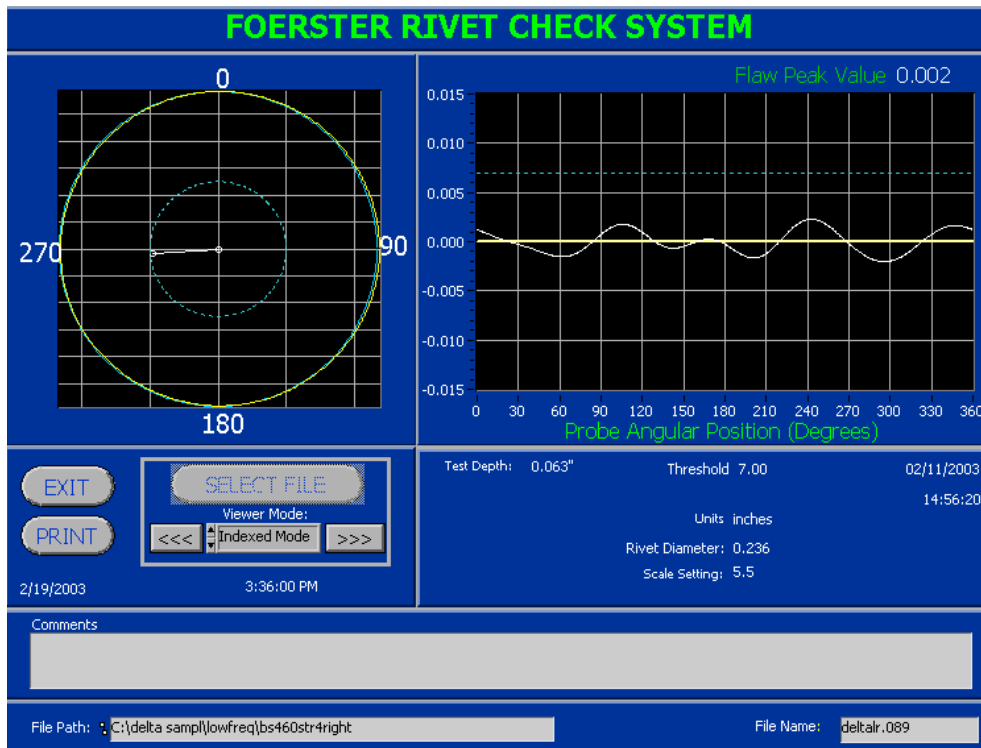 FOERSTER RIVET CHECK SYSTEM
0
270
90
180
Flaw Peak Value 0.002
0.015
0.010
0.005
0.000
-0.005
-0.010
-0.015
0 30 60 90 120 150 180 210 240 270 300 330 360
Probe Angular Position (Degrees)
EXIT
SELECT FILE
Viewer Mode:
PRINT
<<< Indexed Mode >>>
2/19/2003 3:36:00 PM
Test Depth: 0.063" Threshold 7.00 02/11/2003
14:56:20
Units inches
Rivet Diameter: 0.236
Scale Setting: 5.5
Comments
File Path: C:\delta sampl\lowfreq\bs460str4right File Name: deltalr.089